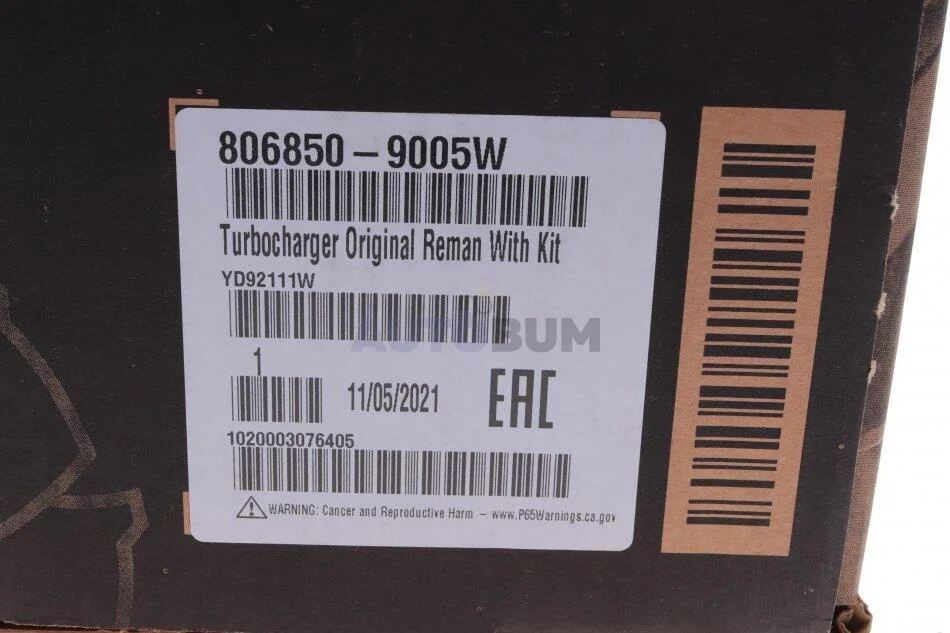 806850-9005W
Turbocharger Original Reman With Kit
YD92111W
AUTOBUM
1
11/05/2021 EAC
1020003076405
WARNING: Cancer and Reproductive Harm - www.P65Warnings.ca.gov